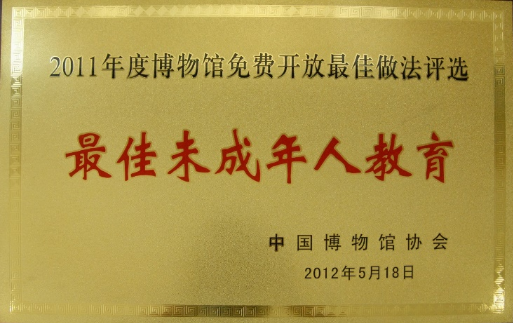 2011年度博物馆免费开放最佳做法评选
最佳未成年人教育
中国博物馆协会
2012年5月18日